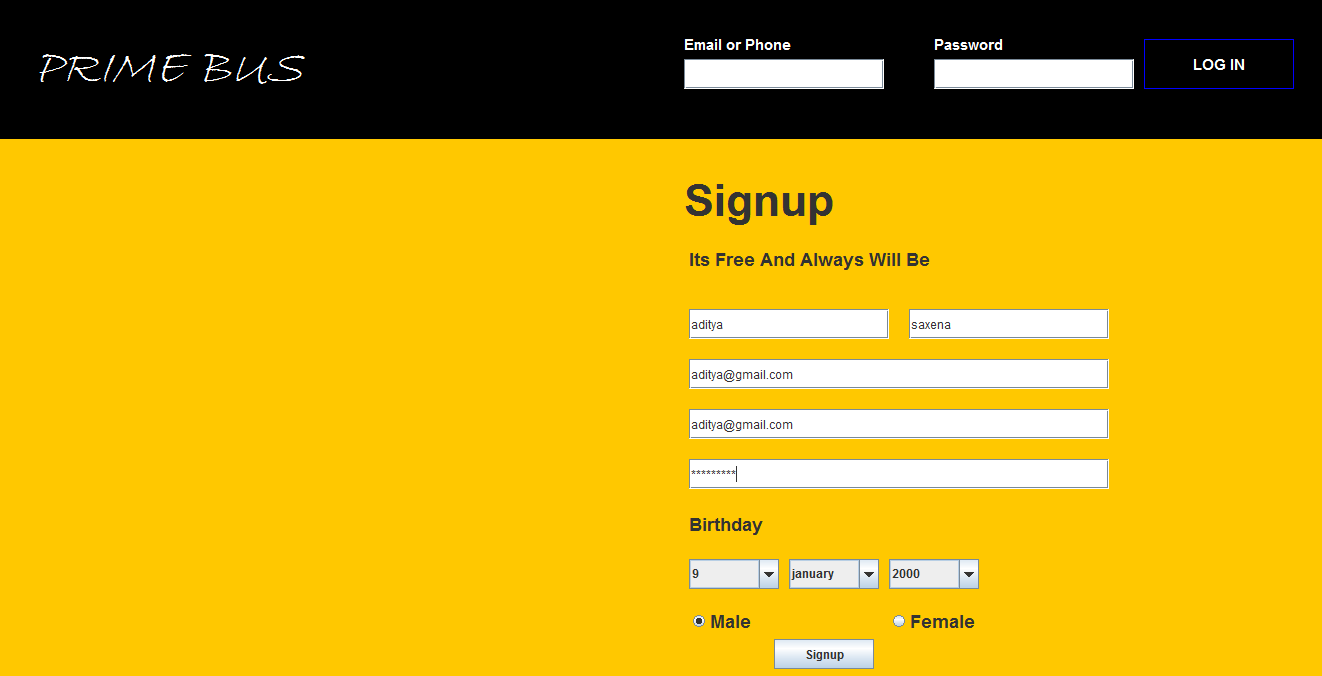 PRIME BUS
Email or Phone Password
LOG IN
Signup
Its Free And Always Will Be
aditya saxena
aditya@gmail.com
aditya@gmail.com
*********
Birthday
9 january 2000
Male Female
Signup